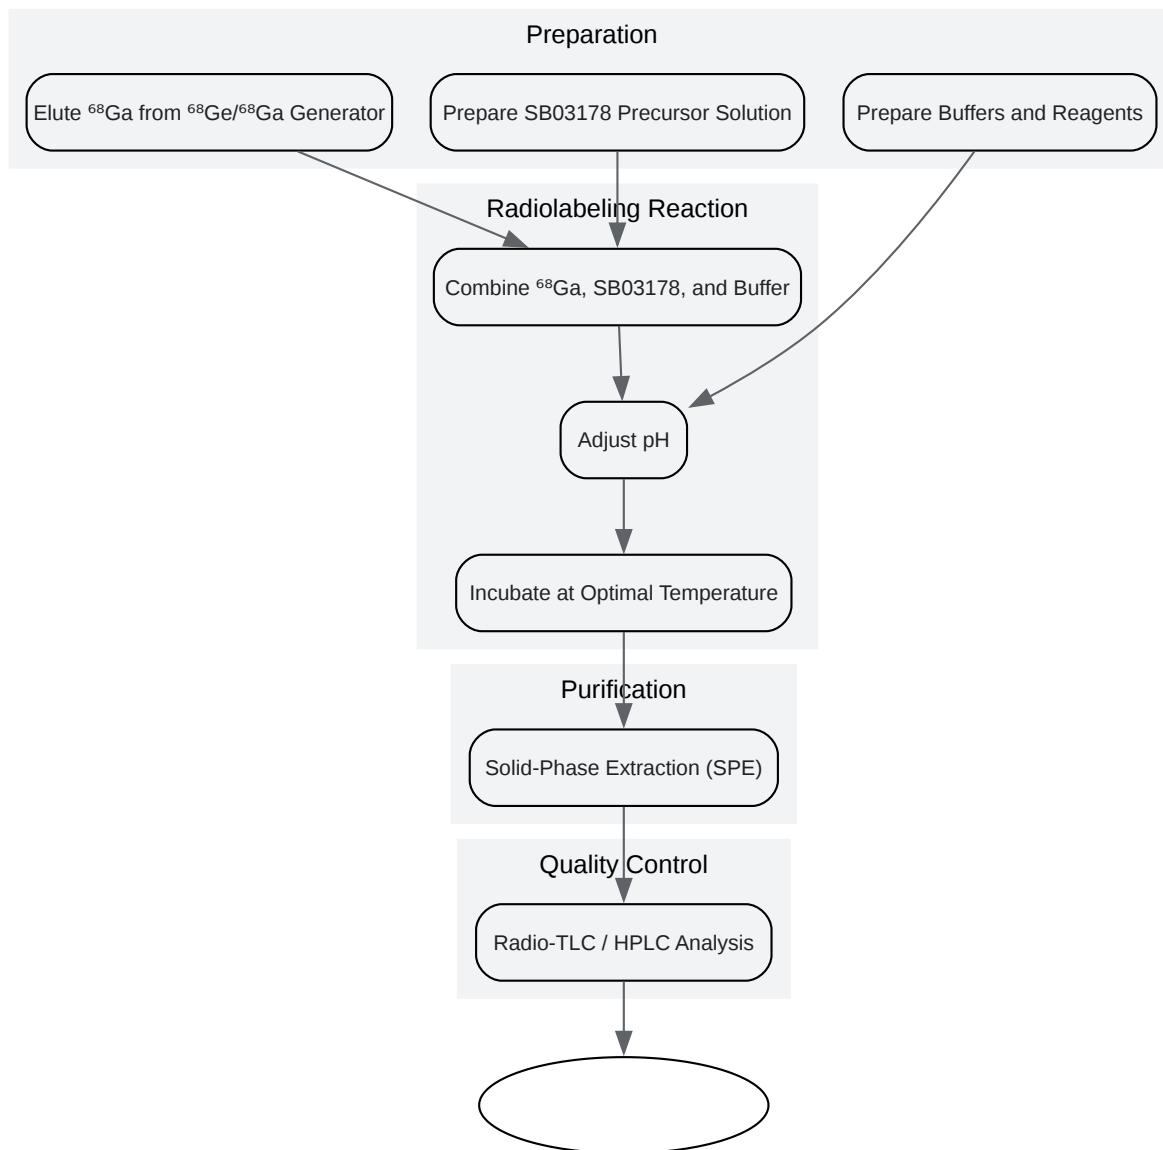 Preparation
Elute ⁶⁸Ga from ⁶⁸Ge/⁶⁸Ga Generator
Prepare SB03178 Precursor Solution
Prepare Buffers and Reagents
Radiolabeling Reaction
Combine ⁶⁸Ga, SB03178, and Buffer
Adjust pH
Incubate at Optimal Temperature
Purification
Solid-Phase Extraction (SPE)
Quality Control
Radio-TLC / HPLC Analysis